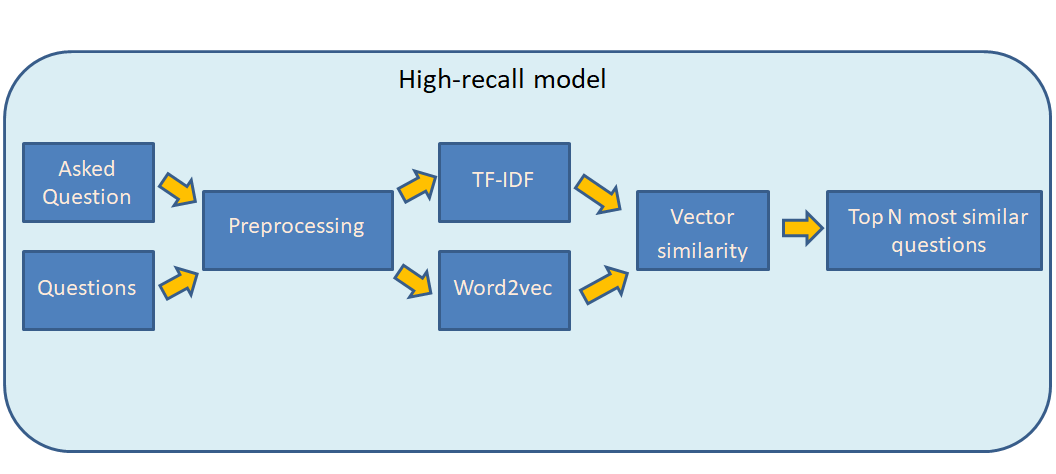 High-recall model
Asked
Question
Questions
Preprocessing
TF-IDF
Word2vec
Vector
similarity
Top N most similar
questions